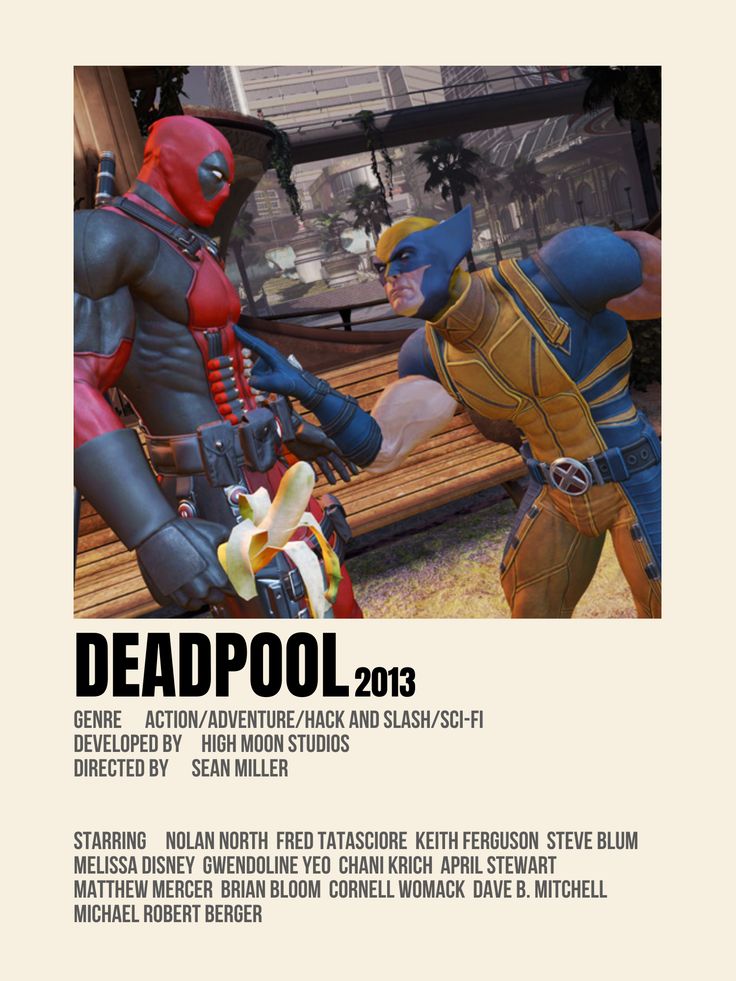 DEADPOOL 2013
GENRE ACTION/ADVENTURE/HACK AND SLASH/SCI-FI
DEVELOPED BY HIGH MOON STUDIOS
DIRECTED BY SEAN MILLER
STARRING NOLAN NORTH FRED TATASCIORE KEITH FERGUSON STEVE BLUM
MELISSA DISNEY GWENDOLINE YEO CHANI KRICH APRIL STEWART
MATTHEW MERCER BRIAN BLOOM CORNELL WOMACK DAVE B. MITCHELL
MICHAEL ROBERT BERGER